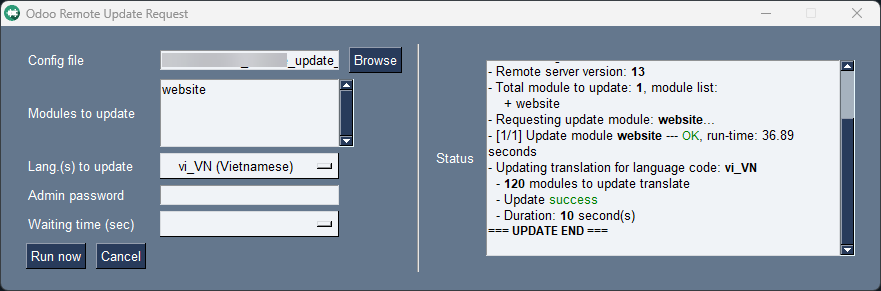 Odoo Remote Update Request
Config file
_update_
Browse
Modules to update
website
Lang.(s) to update
vi_VN (Vietnamese)
Admin password
Waiting time (sec)
Run now
Cancel
Status
- Remote server version: 13
- Total module to update: 1, module list:
+ website
- Requesting update module: website...
- [1/1] Update module website --- OK, run-time: 36.89
seconds
- Updating translation for language code: vi_VN
- 120 modules to update translate
- Update success
- Duration: 10 second(s)
=== UPDATE END ===